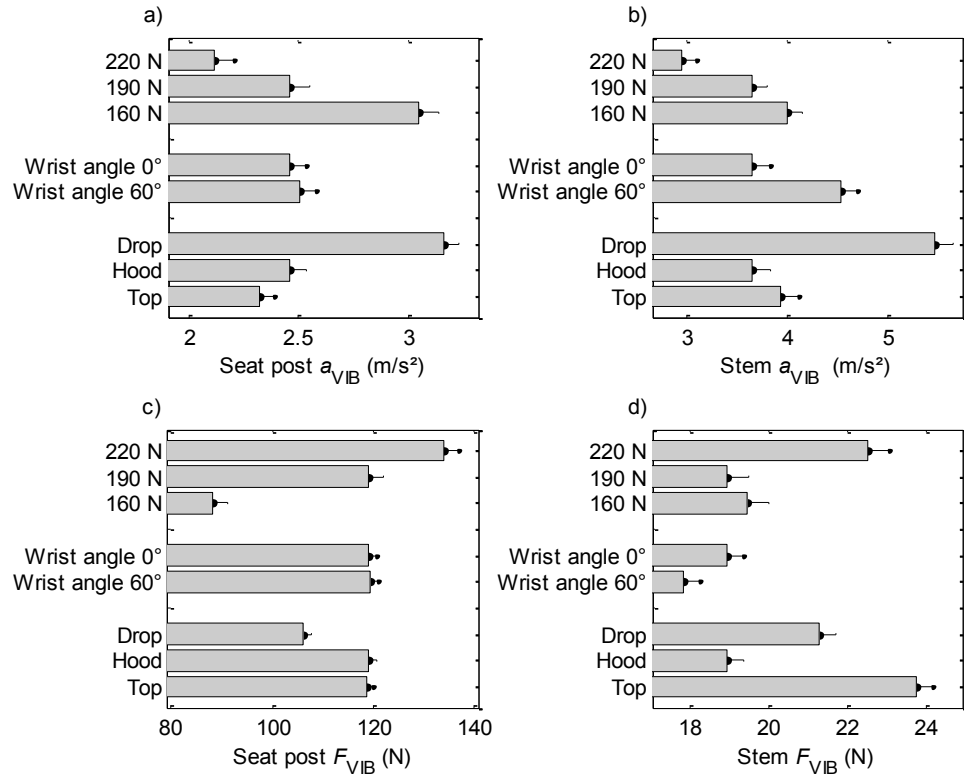 a)
220 N
190 N
160 N
Wrist angle 0°
Wrist angle 60°
Drop
Hood
Top
2 2.5 3
Seat post aVIB (m/s²)
b)
220 N
190 N
160 N
Wrist angle 0°
Wrist angle 60°
Drop
Hood
Top
3 4 5
Stem aVIB (m/s²)
c)
220 N
190 N
160 N
Wrist angle 0°
Wrist angle 60°
Drop
Hood
Top
80 100 120 140
Seat post FVIB (N)
d)
220 N
190 N
160 N
Wrist angle 0°
Wrist angle 60°
Drop
Hood
Top
18 20 22 24
Stem FVIB (N)